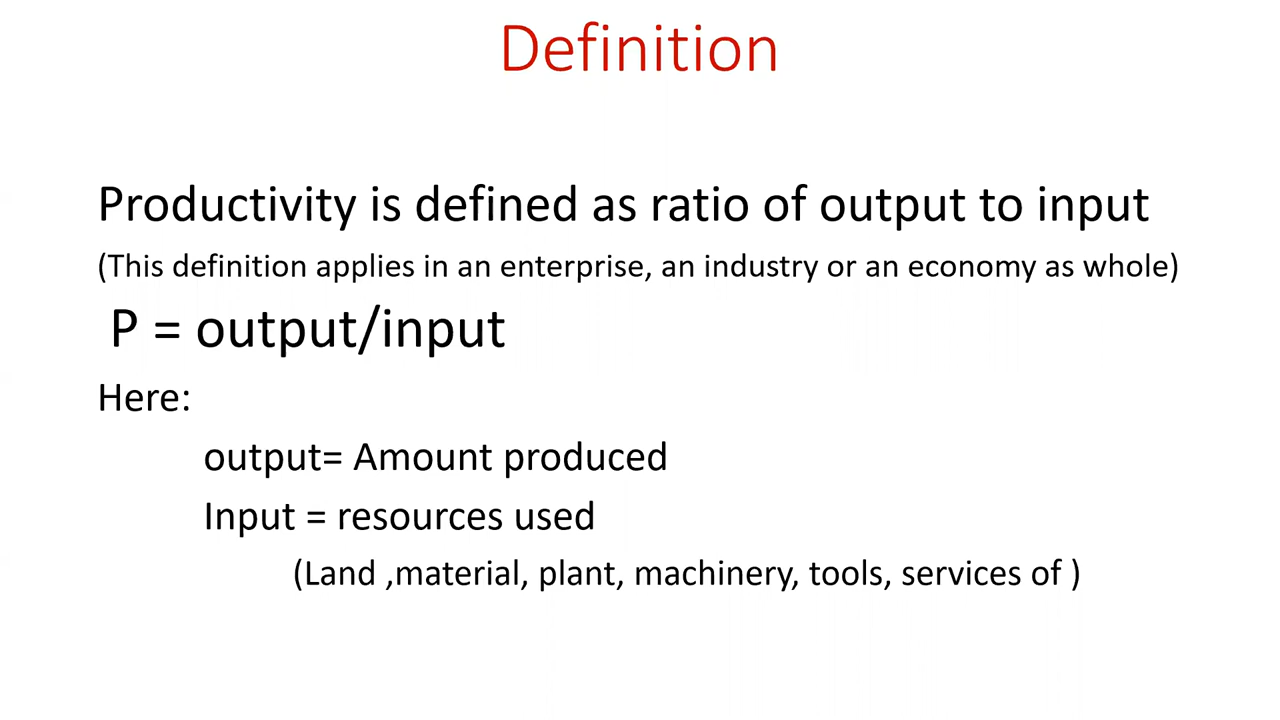 Definition
Productivity is defined as ratio of output to input
(This definition applies in an enterprise, an industry or an economy as whole)
P = output/input
Here:
output= Amount produced
Input = resources used
(Land ,material, plant, machinery, tools, services of )